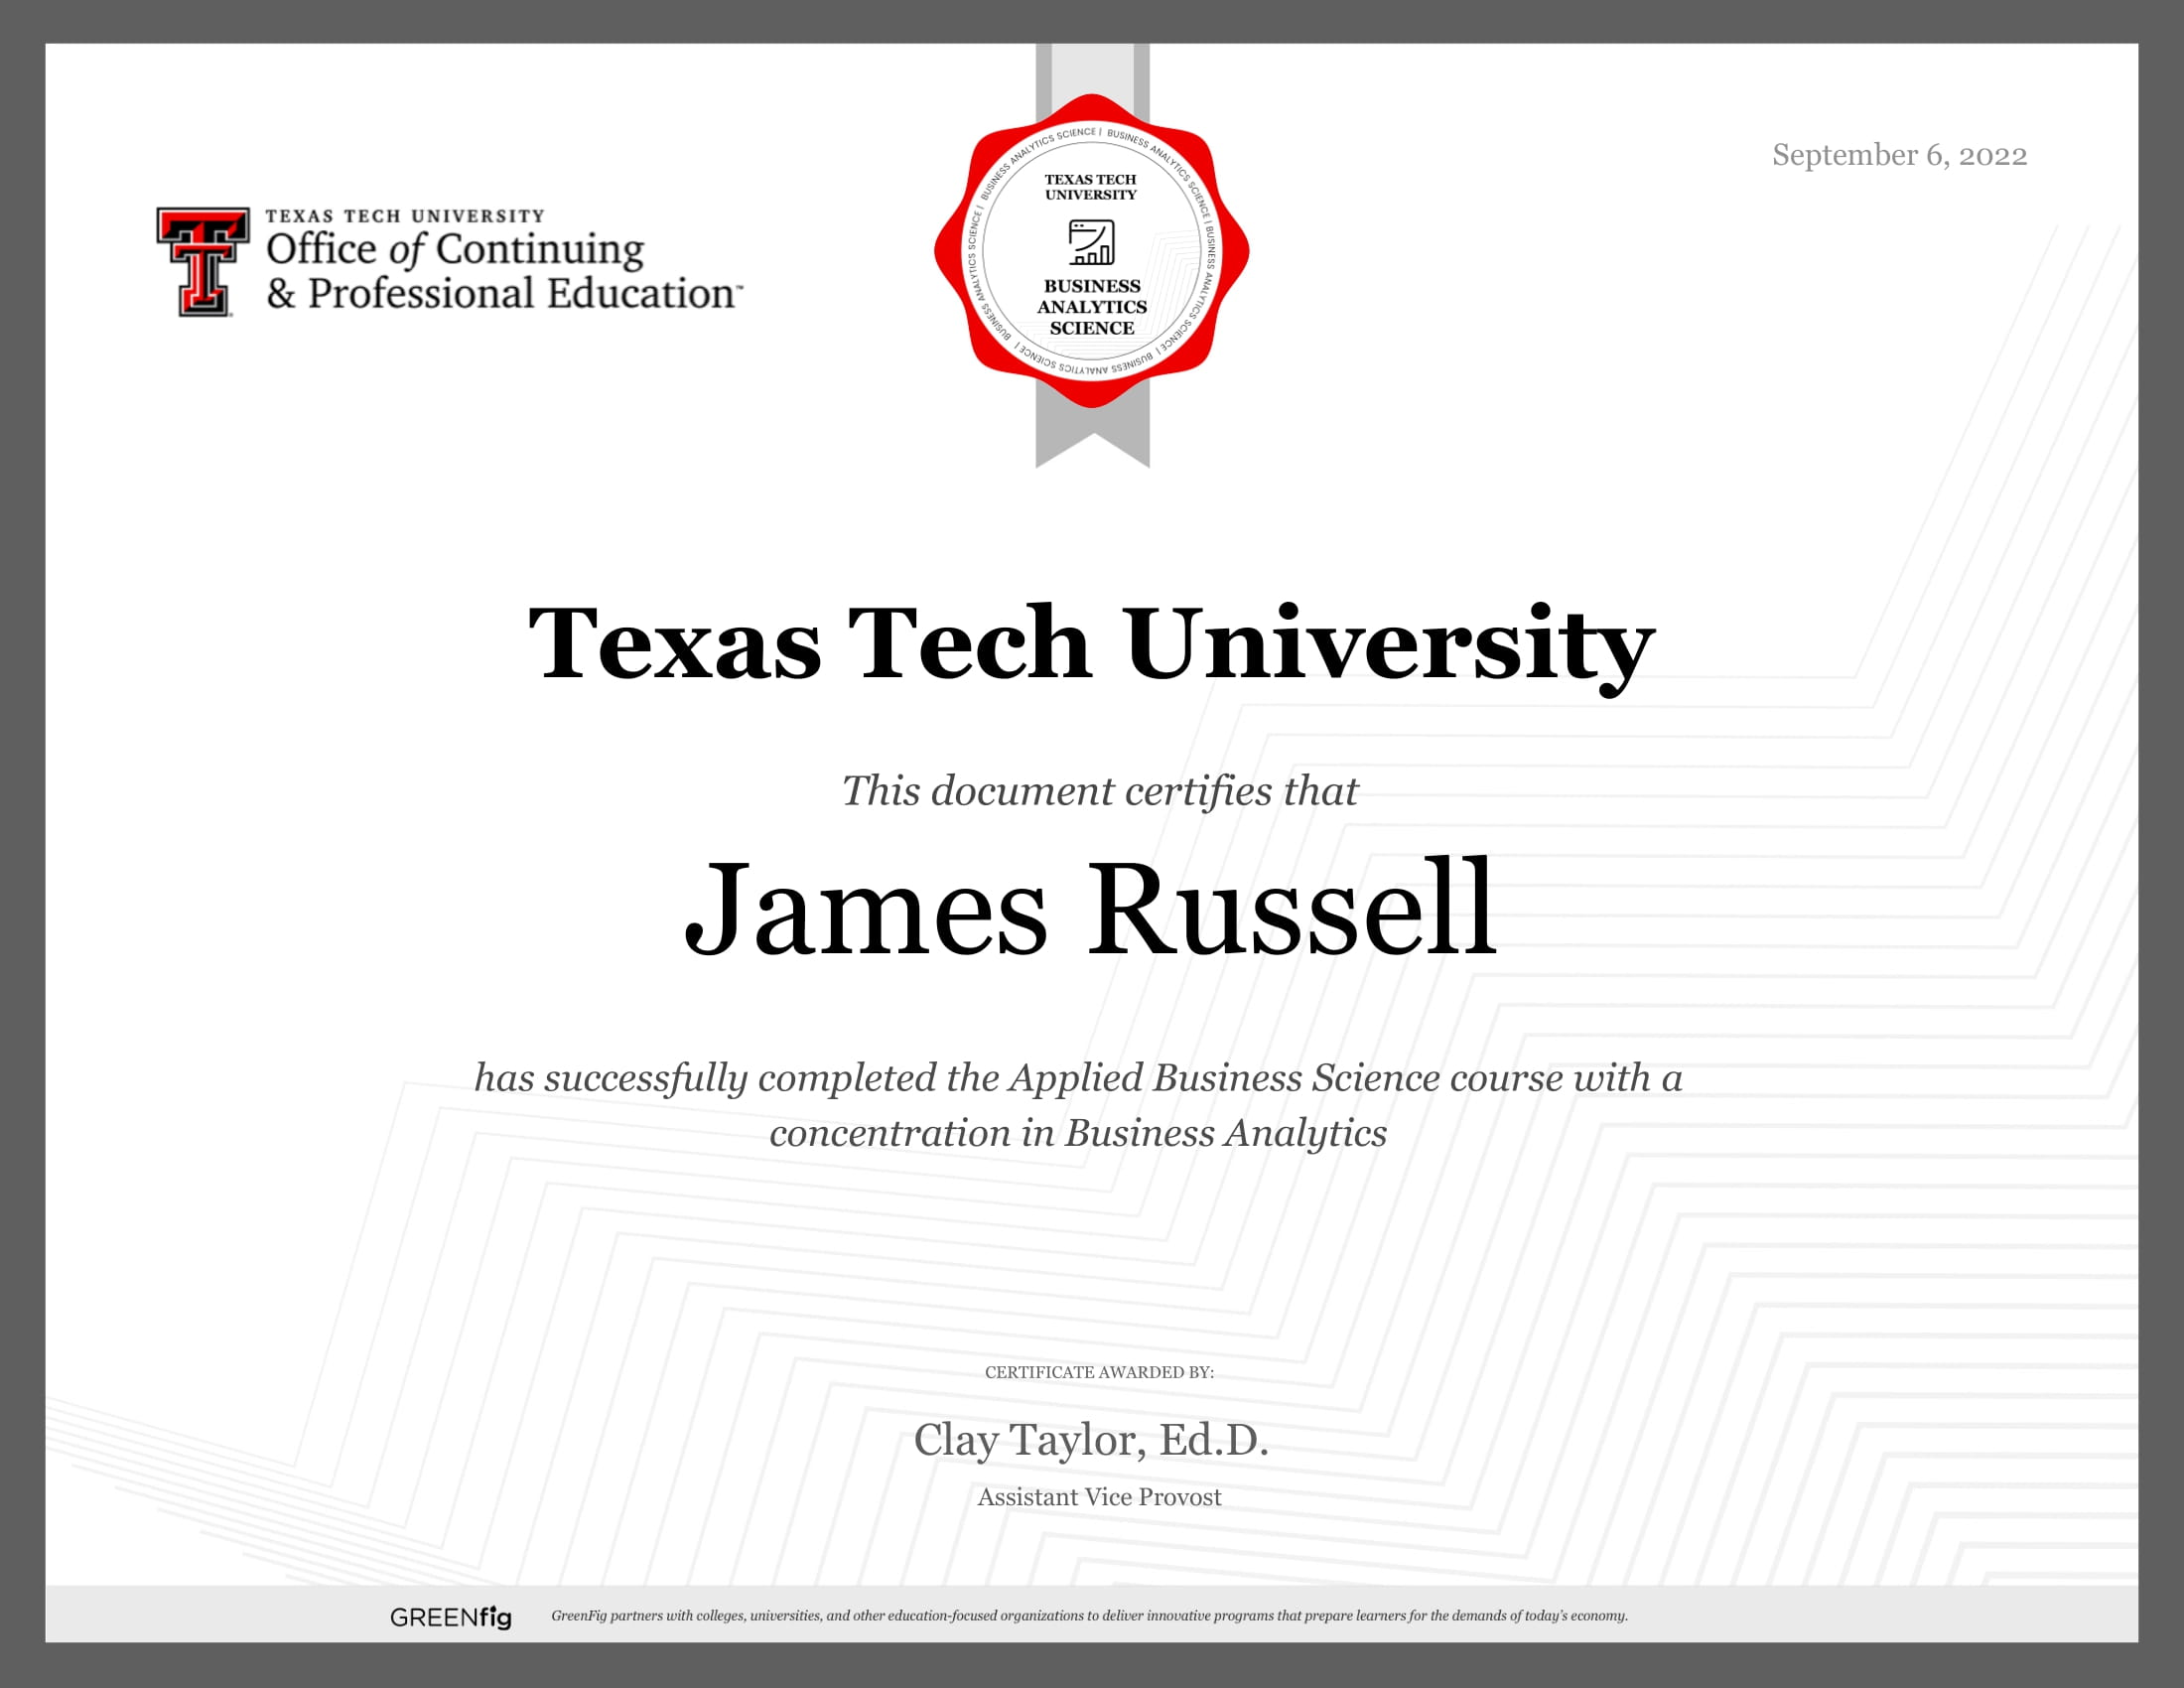 September 6, 2022
TEXAS TECH UNIVERSITY
Office of Continuing
& Professional Education™
BUSINESS ANALYTICS SCIENCE | BUSINESS ANALYTICS SCIENCE | BUSINESS ANALYTICS SCIENCE | BUSINESS ANALYTICS SCIENCE | BUSINESS ANALYTICS SCIENCE |
TEXAS TECH
UNIVERSITY
BUSINESS
ANALYTICS
SCIENCE
Texas Tech University
This document certifies that
James Russell
has successfully completed the Applied Business Science course with a
concentration in Business Analytics
CERTIFICATE AWARDED BY:
Clay Taylor, Ed.D.
Assistant Vice Provost
GREENfig
GreenFig partners with colleges, universities, and other education-focused organizations to deliver innovative programs that prepare learners for the demands of today's economy.